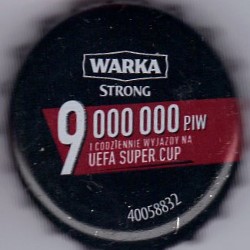 WARKA
STRONG
9 000 000 PIW
I CODZIENNIE WYJAZDY NA
UEFA SUPER CUP
40058832